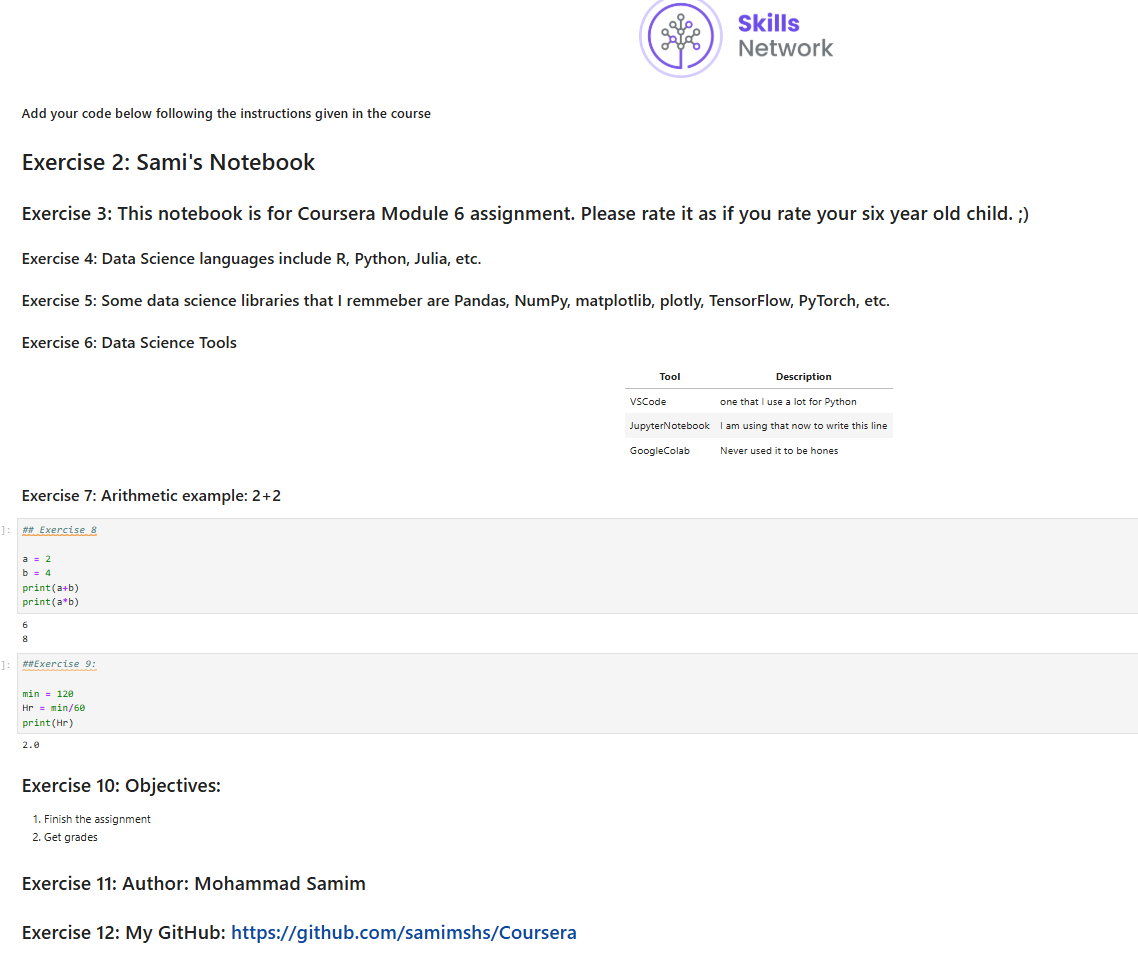 Skills
Network
Add your code below following the instructions given in the course
Exercise 2: Sami's Notebook
Exercise 3: This notebook is for Coursera Module 6 assignment. Please rate it as if you rate your six year old child. ;)
Exercise 4: Data Science languages include R, Python, Julia, etc.
Exercise 5: Some data science libraries that I remmeber are Pandas, NumPy, matplotlib, plotly, TensorFlow, PyTorch, etc.
Exercise 6: Data Science Tools
Tool Description
VSCode one that I use a lot for Python
JupyterNotebook I am using that now to write this line
GoogleColab Never used it to be hones
Exercise 7: Arithmetic example: 2+2
]: ## Exercise 8
a = 2
b = 4
print(a+b)
print(a*b)
6
8
]: ##Exercise 9:
min = 120
Hr = min/60
print(Hr)
2.0
Exercise 10: Objectives:
1. Finish the assignment
2. Get grades
Exercise 11: Author: Mohammad Samim
Exercise 12: My GitHub: https://github.com/samimshs/Coursera